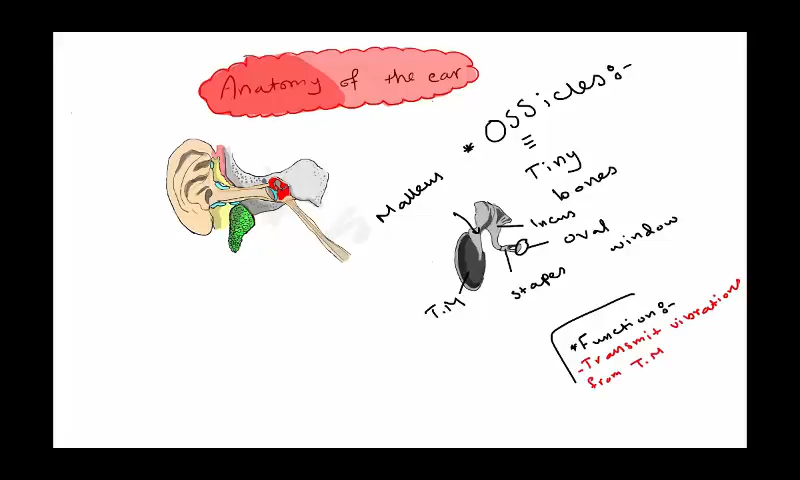 Anatomy of the ear
* Ossicles:-
=
Tiny
bones
Malleus
Incus
oval window
stapes
T.M
*Function:-
-Transmit vibrations
from T.M